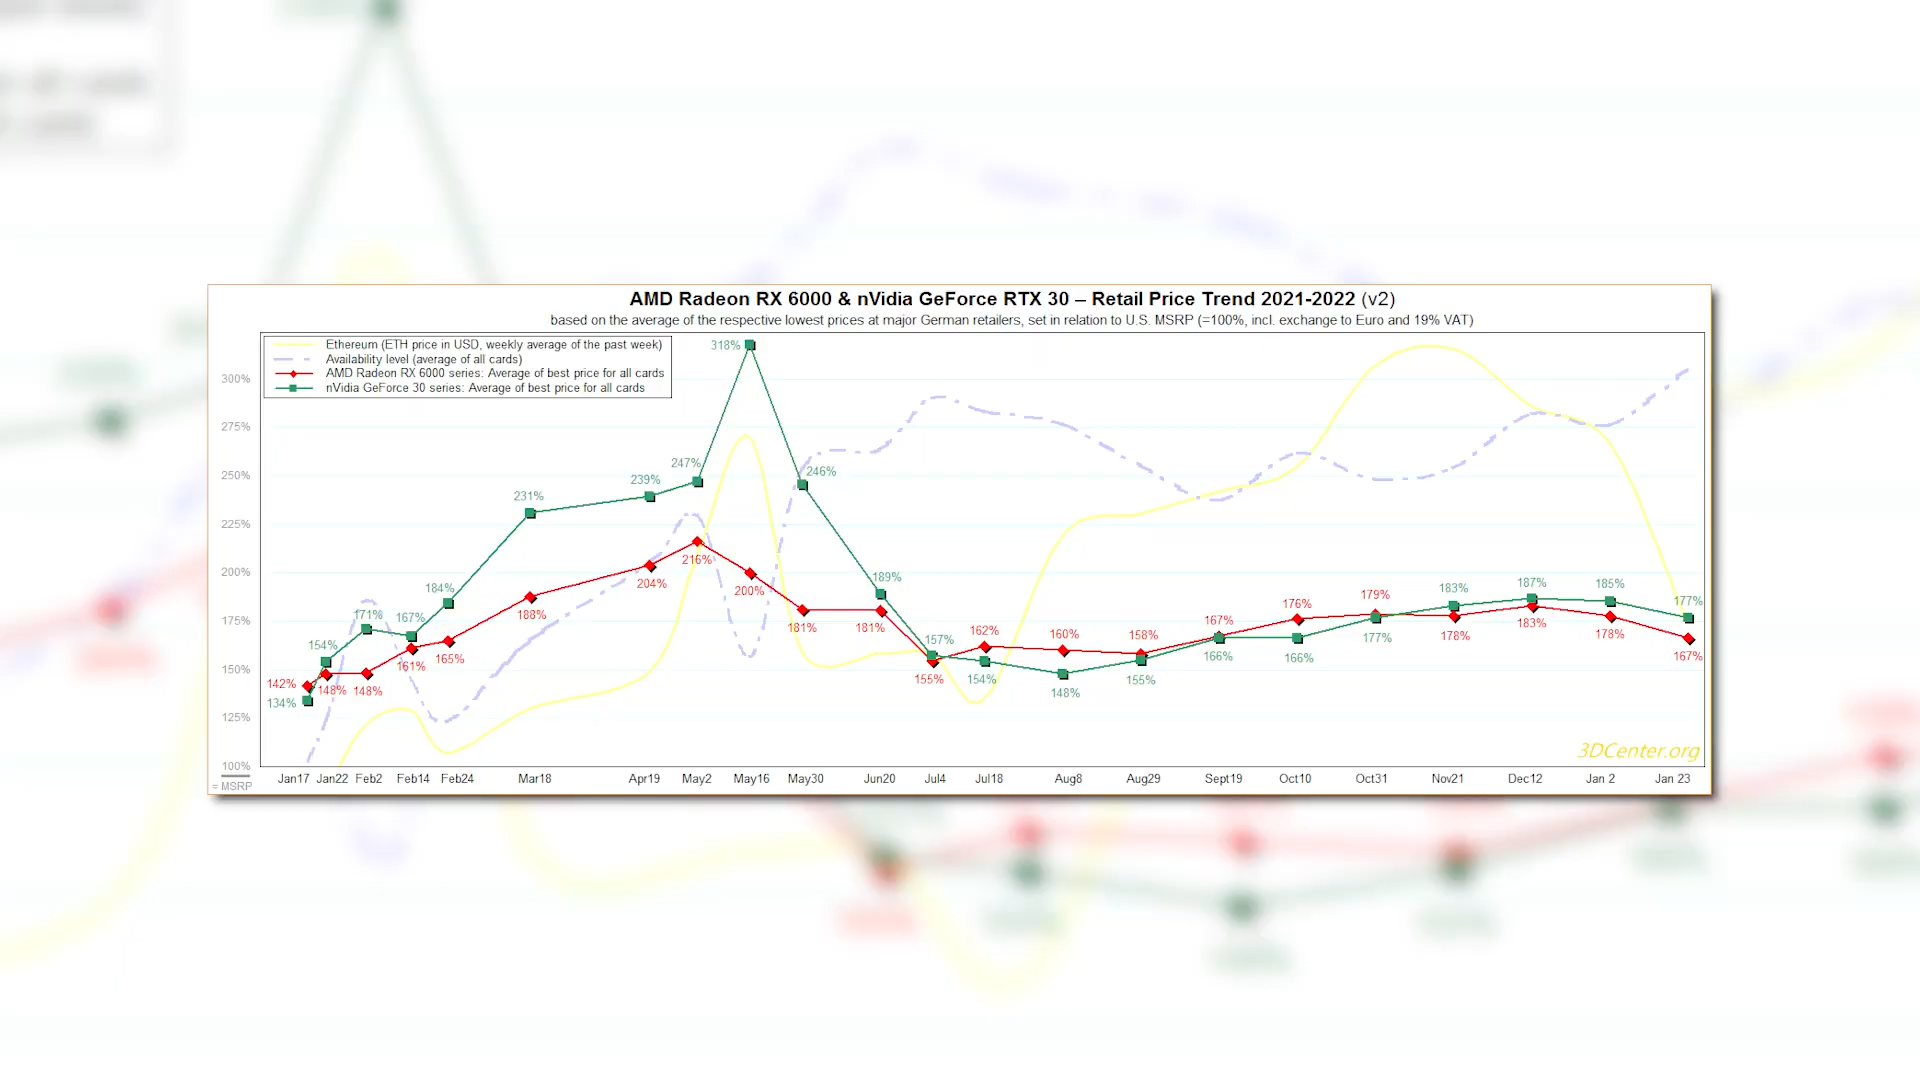 AMD Radeon RX 6000 & nVidia GeForce RTX 30 – Retail Price Trend 2021-2022 (v2)
based on the average of the respective lowest prices at major German retailers, set in relation to U.S. MSRP (=100%, incl. exchange to Euro and 19% VAT)
Ethereum (ETH price in USD, weekly average of the past week)
Availability level (average of all cards)
AMD Radeon RX 6000 series: Average of best price for all cards
nVidia GeForce 30 series: Average of best price for all cards
300%
275%
250%
225%
200%
175%
150%
125%
100%
= MSRP
134% 154% 171% 167% 184% 231% 239% 247% 318% 246% 189% 157% 154% 148% 155% 166% 166% 177% 183% 187% 185% 177%
142% 148% 148% 161% 165% 188% 204% 216% 200% 181% 181% 155% 162% 160% 158% 167% 176% 179% 178% 183% 178% 167%
3DCenter.org
Jan17 Jan22 Feb2 Feb14 Feb24 Mar18 Apr19 May2 May16 May30 Jun20 Jul4 Jul18 Aug8 Aug29 Sept19 Oct10 Oct31 Nov21 Dec12 Jan 2 Jan 23